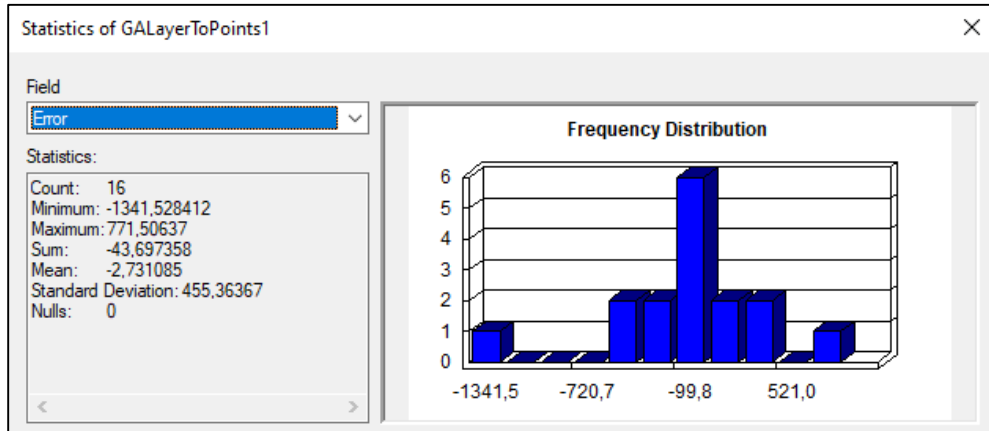 Statistics of GALayerToPoints1
Field
Error
Statistics:
Count: 16
Minimum: -1341,528412
Maximum: 771,50637
Sum: -43,697358
Mean: -2,731085
Standard Deviation: 455,36367
Nulls: 0
Frequency Distribution
6
5
4
3
2
1
0
-1341,5 -720,7 -99,8 521,0